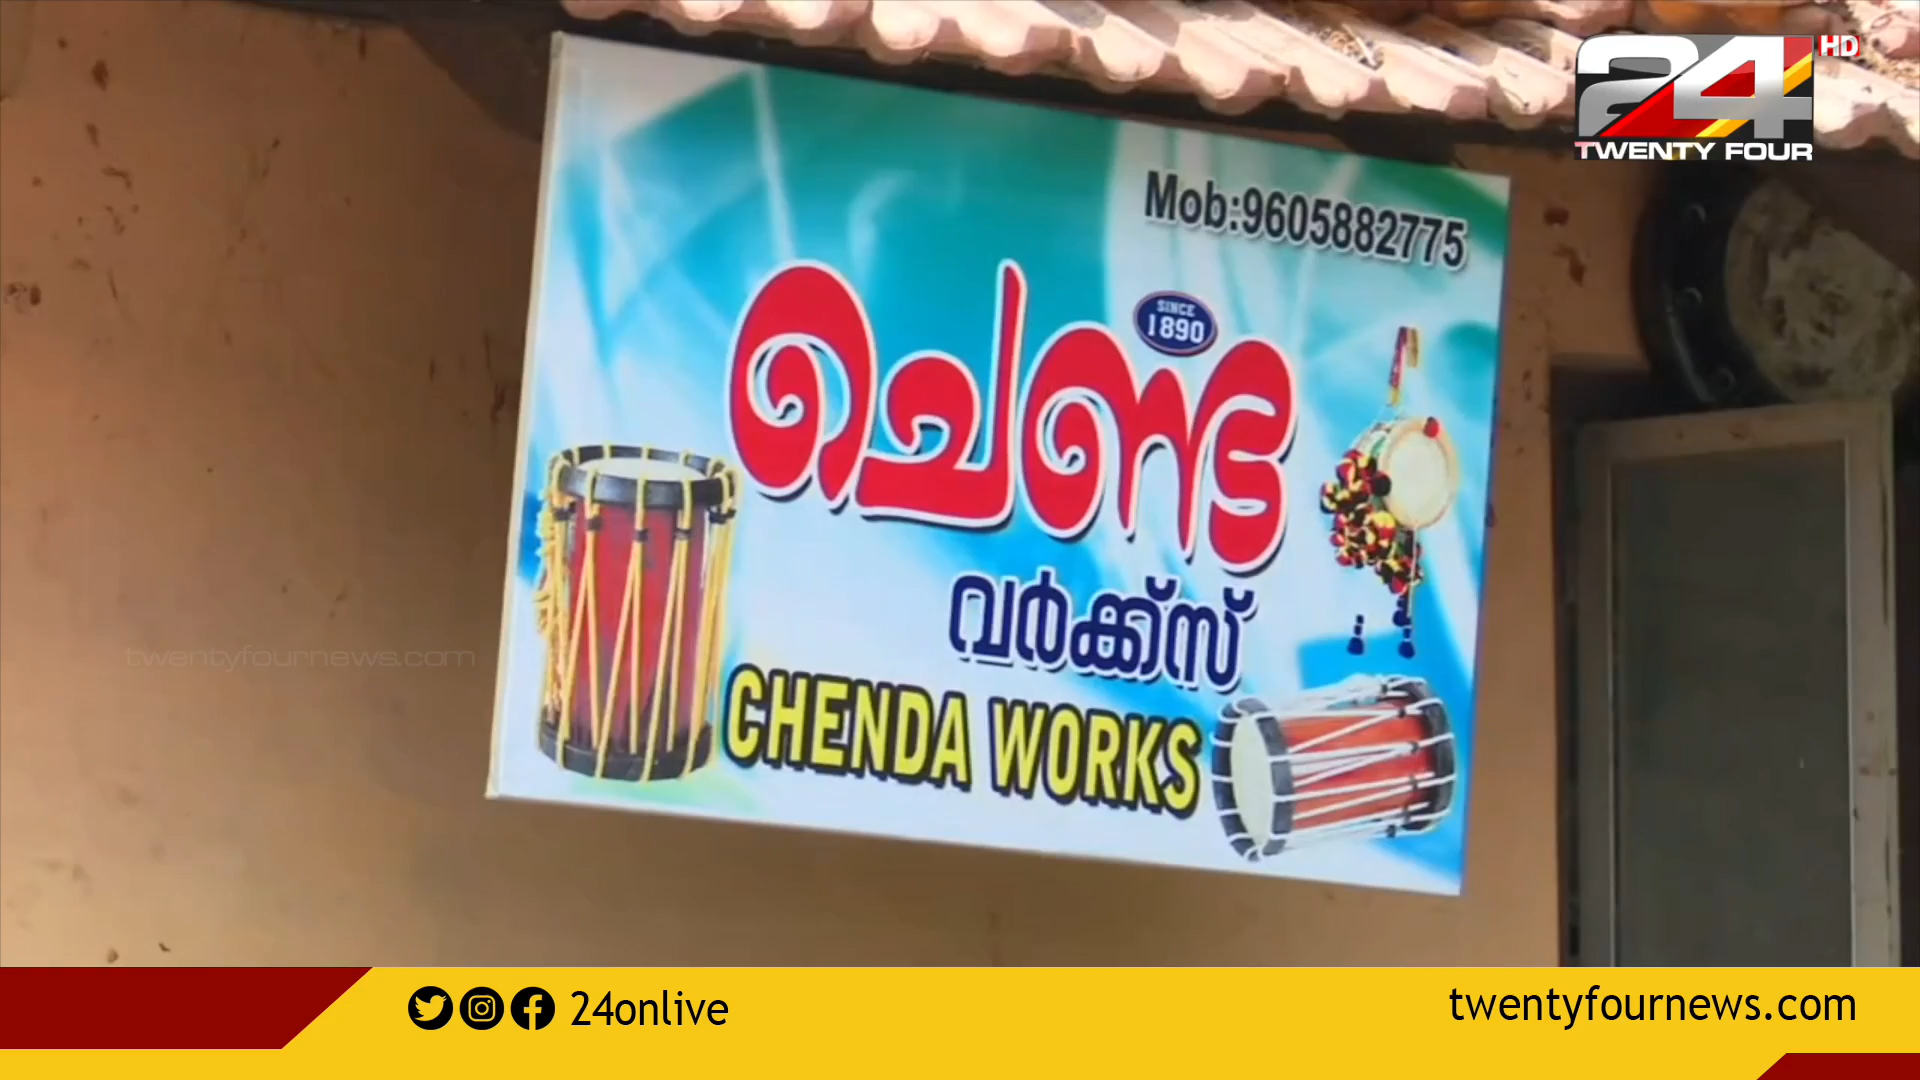 24 HD
TWENTY FOUR
Mob:9605882775
SINCE
1890
ചെണ്ട
വർക്ക്സ്
CHENDA WORKS
twentyfournews.com
24onlive
twentyfournews.com